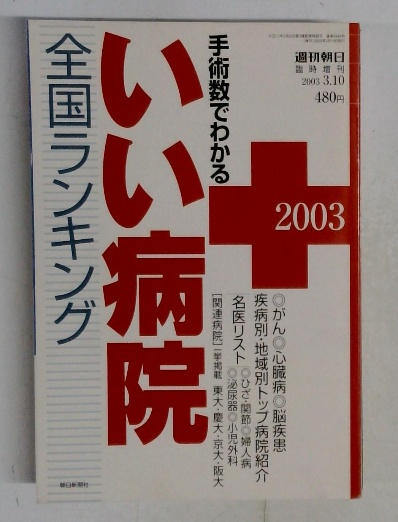 週刊朝日
臨時増刊
2003 3.10
480円
手術数でわかる
いい病院
全国ランキング
2003
◎がん◎心臓病◎脳疾患
疾病別・地域別トップ病院紹介
◎ひざ・関節◎婦人病
名医リスト◎泌尿器◎小児外科
[関連病院]一挙掲載 東大・慶大・京大・阪大
朝日新聞社